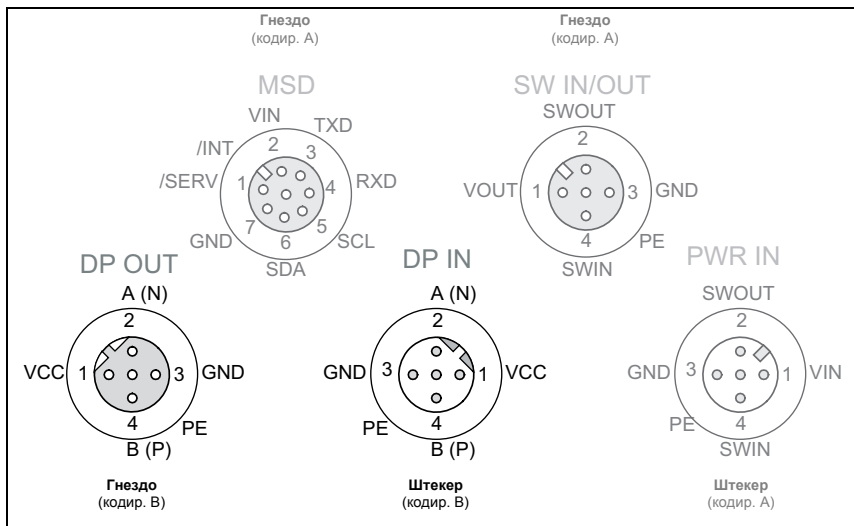 Гнездо
(кодир. A)
Гнездо
(кодир. A)
MSD
SW IN/OUT
VIN
TXD
/INT
2
3
/SERV
1
4
RXD
7
5
GND
6
SCL
SDA
SWOUT
2
VOUT
1
3
GND
4
PE
SWIN
DP OUT
A (N)
2
VCC
1
3
GND
4
PE
B (P)
Гнездо
(кодир. B)
DP IN
A (N)
2
GND
3
1
VCC
PE
4
B (P)
Штекер
(кодир. B)
PWR IN
SWOUT
2
GND
3
1
VIN
PE
4
SWIN
Штекер
(кодир. A)